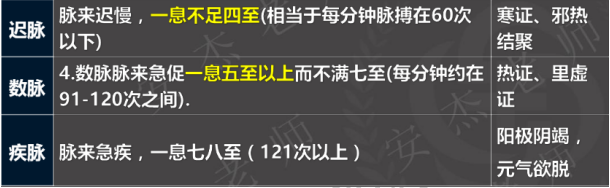 迟脉
脉来迟慢，一息不足四至(相当于每分钟脉搏在60次
以下)
寒证、邪热
结聚
数脉
4.数脉脉来急促一息五至以上而不满七至(每分钟约在
91-120次之间).
热证、里虚
证
疾脉
脉来急疾，一息七八至（121次以上）
阳极阴竭，
元气欲脱